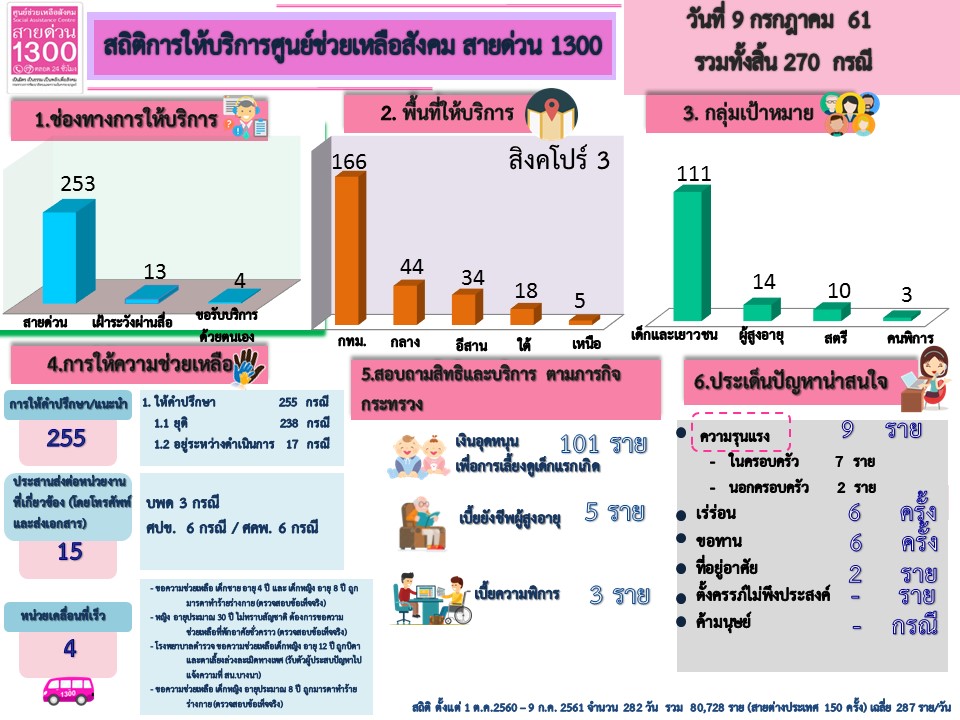 ศูนย์ช่วยเหลือสังคม
Social Assistance Centre
สายด่วน
1300
ตลอด 24 ชั่วโมง
สถิติการให้บริการศูนย์ช่วยเหลือสังคม สายด่วน 1300
วันที่ 9 กรกฎาคม 61
รวมทั้งสิ้น 270 กรณี
1.ช่องทางการให้บริการ
253
13
4
สายด่วน
เฝ้าระวังผ่านสื่อ
ขอรับบริการ
ด้วยตนเอง
2. พื้นที่ให้บริการ
สิงคโปร์ 3
166
44
34
18
5
กทม.
กลาง
อีสาน
ใต้
เหนือ
3. กลุ่มเป้าหมาย
111
14
10
3
เด็กและเยาวชน
ผู้สูงอายุ
สตรี
คนพิการ
4.การให้ความช่วยเหลือ
การให้คำปรึกษา/แนะนำ
255
1. ให้คำปรึกษา 255 กรณี
1.1 ยุติ 238 กรณี
1.2 อยู่ระหว่างดำเนินการ 17 กรณี
ประสานส่งต่อหน่วยงาน
ที่เกี่ยวข้อง (โดยโทรศัพท์
และส่งเอกสาร)
15
บพด 3 กรณี
ศปช. 6 กรณี / ศคพ. 6 กรณี
หน่วยเคลื่อนที่เร็ว
4
1300
- ขอความช่วยเหลือ เด็กชาย อายุ 4 ปี และ เด็กหญิง อายุ 8 ปี ถูก
มารดาทำร้ายร่างกาย (ตรวจสอบข้อเท็จจริง)
- หญิง อายุประมาณ 30 ปี ไม่ทราบสัญชาติ ต้องการขอความ
ช่วยเหลือที่พักอาศัยชั่วคราว (ตรวจสอบข้อเท็จจริง)
- โรงพยาบาลตำรวจ ขอความช่วยเหลือเด็กหญิง อายุ 12 ปี ถูกบิดา
และตาเลี้ยงล่วงละเมิดทางเพศ (รับตัวผู้ประสบปัญหาไป
แจ้งความที่ สน.บางนา)
- ขอความช่วยเหลือ เด็กหญิง อายุประมาณ 8 ปี ถูกมารดาทำร้าย
ร่างกาย (ตรวจสอบข้อเท็จจริง)
5.สอบถามสิทธิและบริการ ตามภารกิจ
กระทรวง
เงินอุดหนุน 101 ราย
เพื่อการเลี้ยงดูเด็กแรกเกิด
เบี้ยยังชีพผู้สูงอายุ 5 ราย
เบี้ยความพิการ 3 ราย
6.ประเด็นปัญหาน่าสนใจ
ความรุนแรง 9 ราย
- ในครอบครัว 7 ราย
- นอกครอบครัว 2 ราย
เร่ร่อน 6 ครั้ง
ขอทาน 6 ครั้ง
ที่อยู่อาศัย 2 ราย
ตั้งครรภ์ไม่พึงประสงค์ - ราย
ค้ามนุษย์ - กรณี
สถิติ ตั้งแต่ 1 ต.ค.2560 – 9 ก.ค. 2561 จำนวน 282 วัน รวม 80,728 ราย (สายต่างประเทศ 150 ครั้ง) เฉลี่ย 287 ราย/วัน